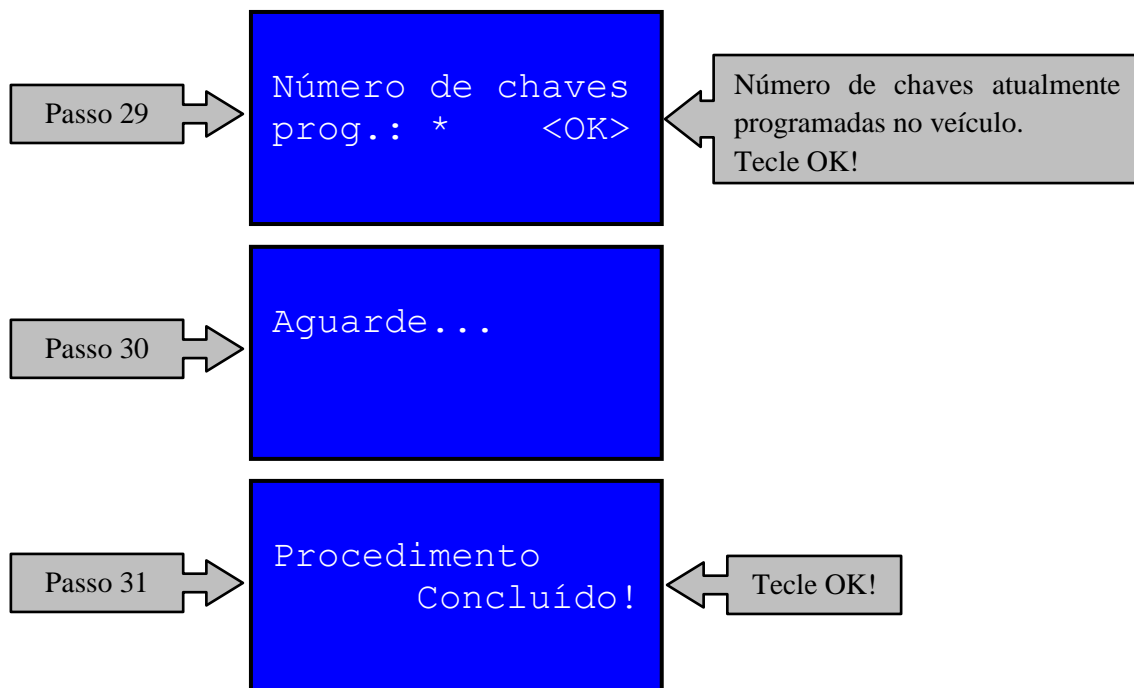 Passo 29
Número de chaves
prog.: * <OK>
Número de chaves atualmente
programadas no veículo.
Tecle OK!
Passo 30
Aguarde...
Passo 31
Procedimento
Concluído!
Tecle OK!